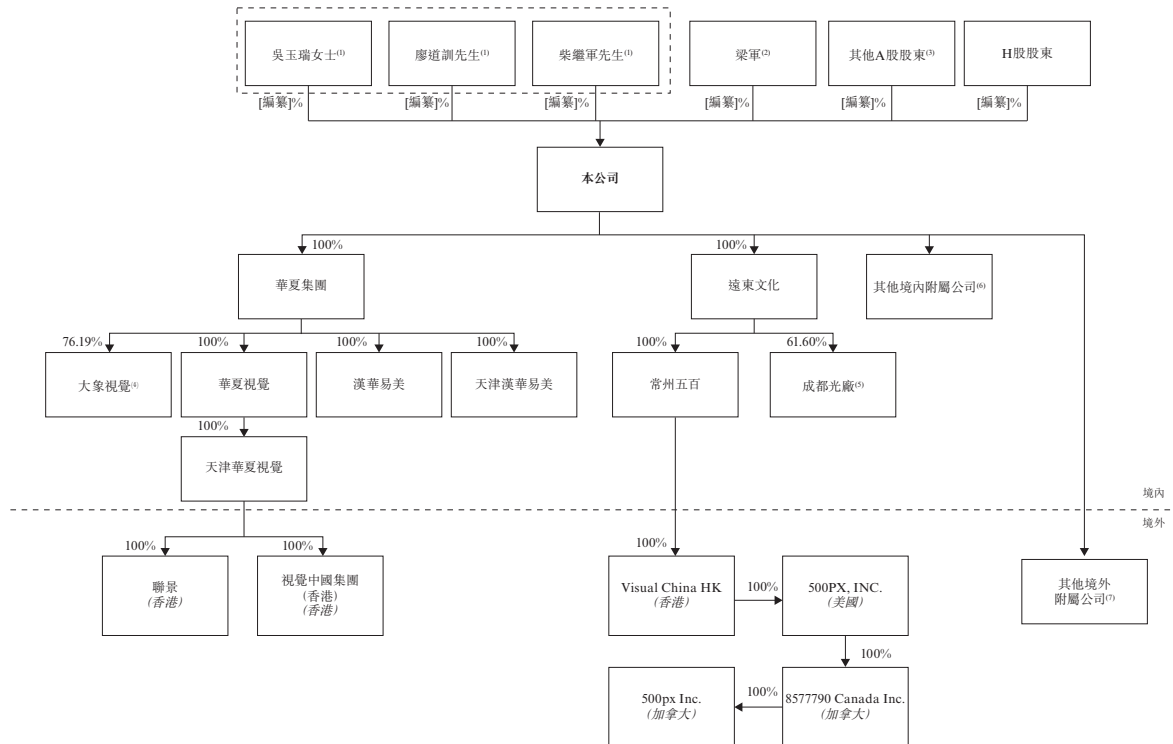 吳玉瑞女士(1)
廖道訓先生(1)
柴繼軍先生(1)
梁軍(2)
其他A股股東(3)
H股股東
[編纂]%
[編纂]%
[編纂]%
[編纂]%
[編纂]%
[編纂]%
本公司
100%
100%
華夏集團
遠東文化
其他境內附屬公司(6)
76.19%
100%
100%
100%
100%
61.60%
大象視覺(4)
華夏視覺
漢華易美
天津漢華易美
常州五百
成都光廠(5)
100%
天津華夏視覺
境內
境外
100%
100%
100%
聯景
(香港)
視覺中國集團
(香港)
(香港)
Visual China HK
(香港)
100%
500PX, INC.
(美國)
其他境外
附屬公司(7)
100%
500px Inc.
(加拿大)
100%
8577790 Canada Inc.
(加拿大)